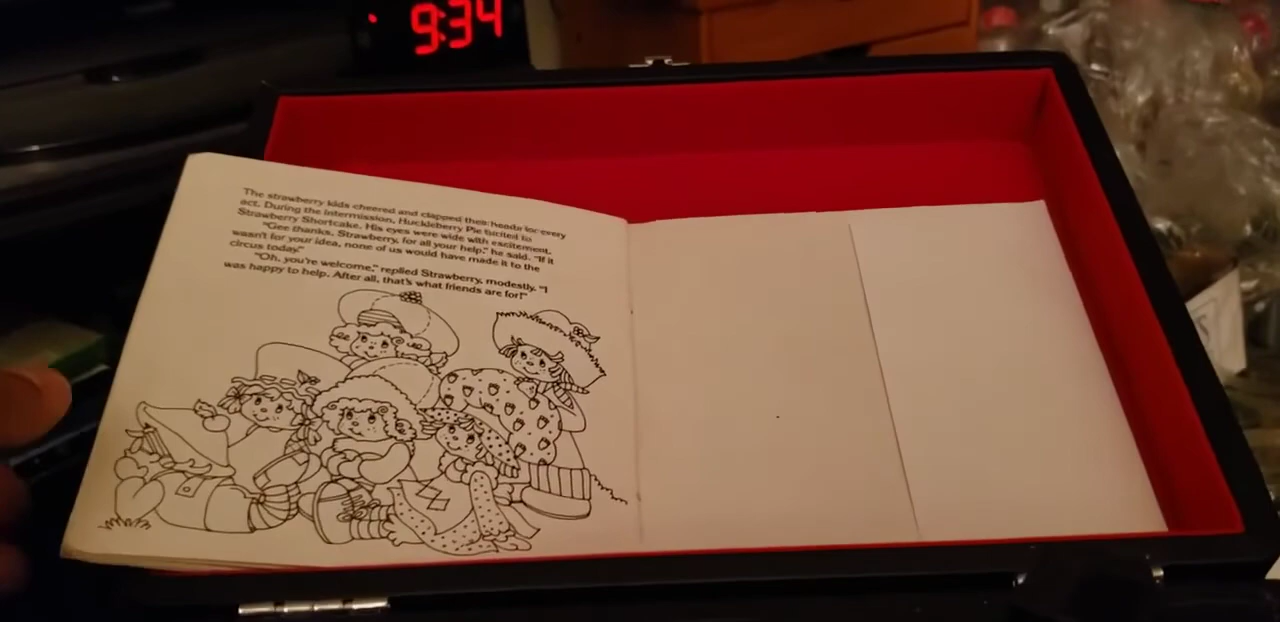 9:34
The strawberry kids cheered and clapped their hands for every
act. During the intermission, Huckleberry Pie turned to
Strawberry Shortcake. His eyes were wide with excitement.
"Gee thanks, Strawberry, for all your help," he said. "If it
wasn't for your idea, none of us would have made it to the
circus today."
"Oh, you're welcome," replied Strawberry, modestly. "I
was happy to help. After all, that's what friends are for!"